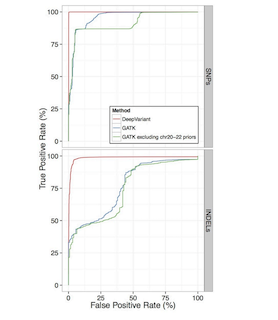 100
75
50
25
0
SNPs
Method
DeepVariant
GATK
GATK excluding chr20-22 priors
True Positive Rate (%)
100
75
50
25
0
INDELs
0
25
50
75
100
False Positive Rate (%)